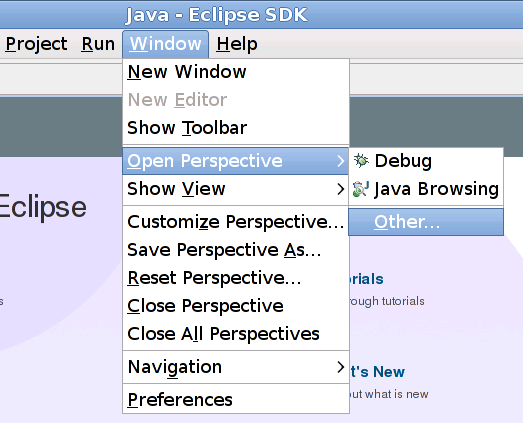 Java - Eclipse SDK
Project Run Window Help
New Window
New Editor
Show Toolbar
Open Perspective
Debug
Show View
Java Browsing
Eclipse
Customize Perspective...
Other...
Save Perspective As...
Reset Perspective...
Close Perspective
Close All Perspectives
Navigation
Preferences
orials
rough tutorials
t's New
out what is new